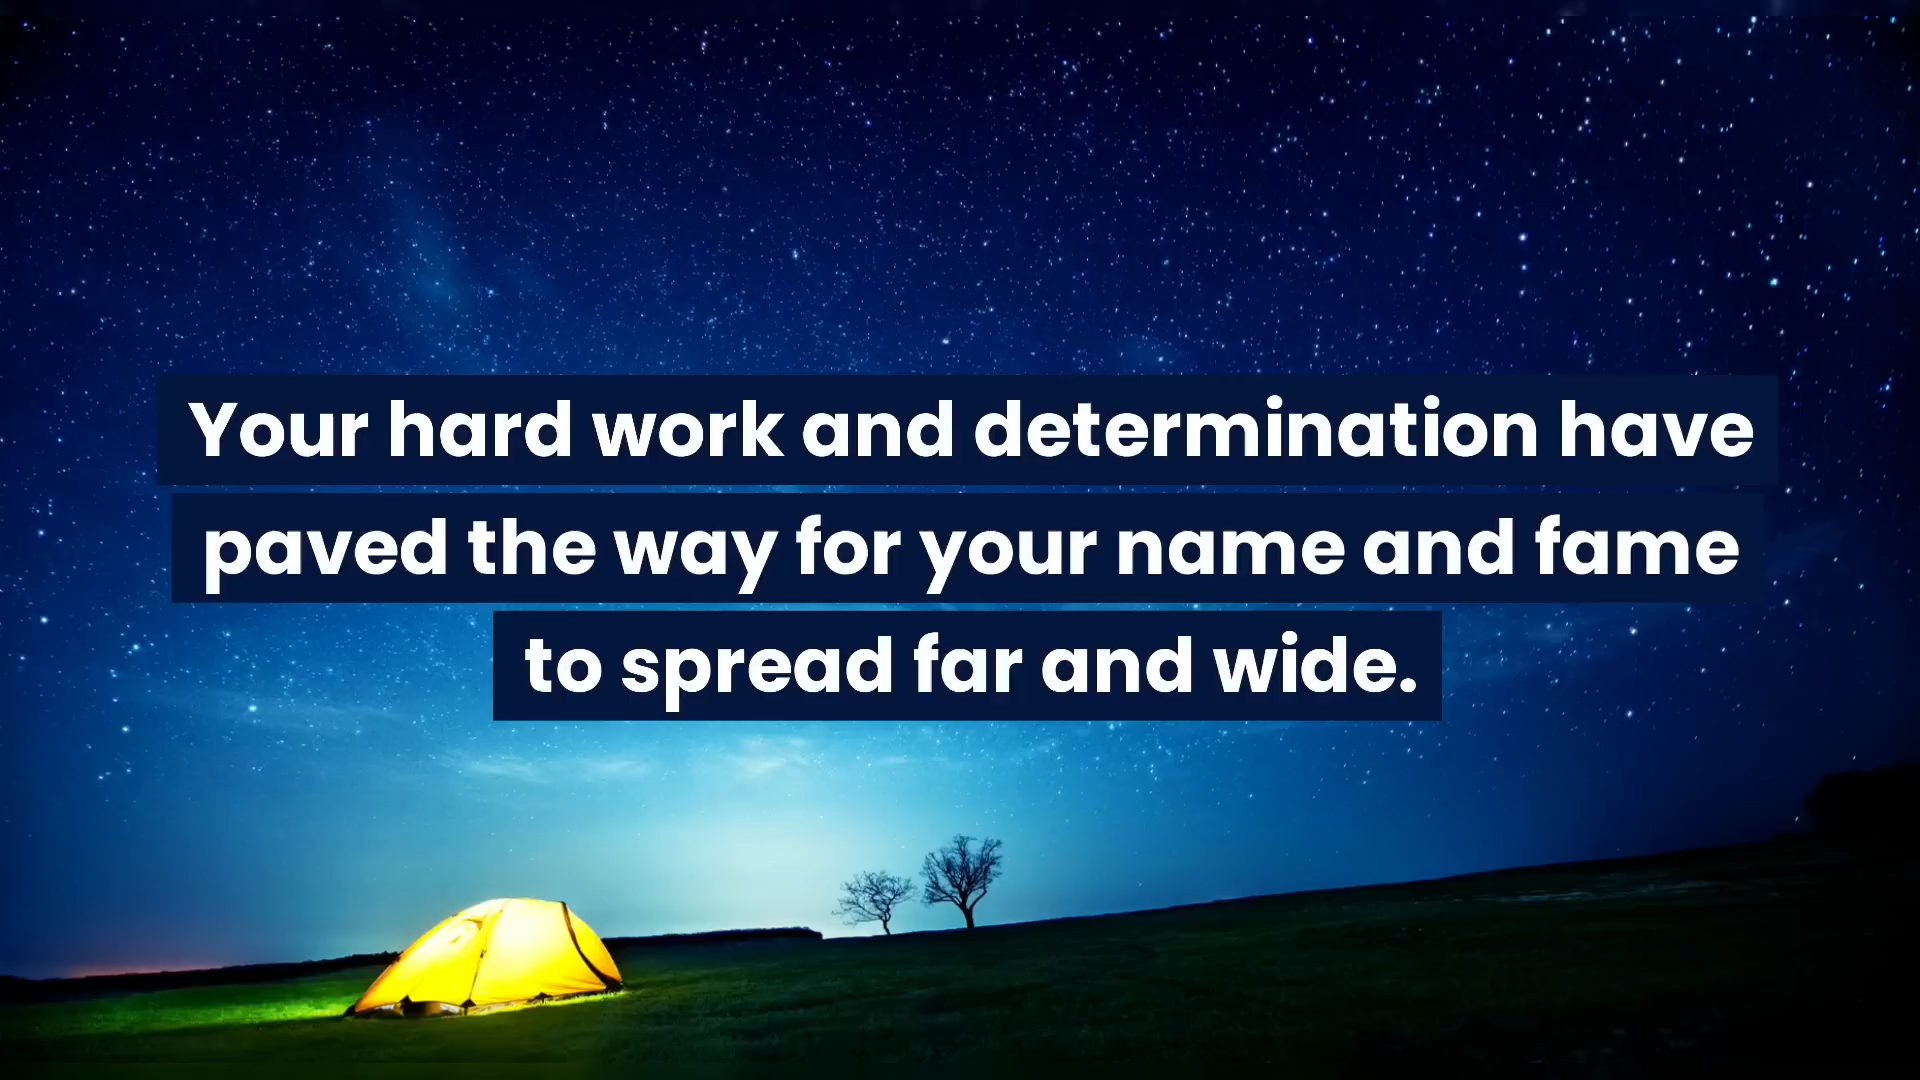 Your hard work and determination have
paved the way for your name and fame
to spread far and wide.